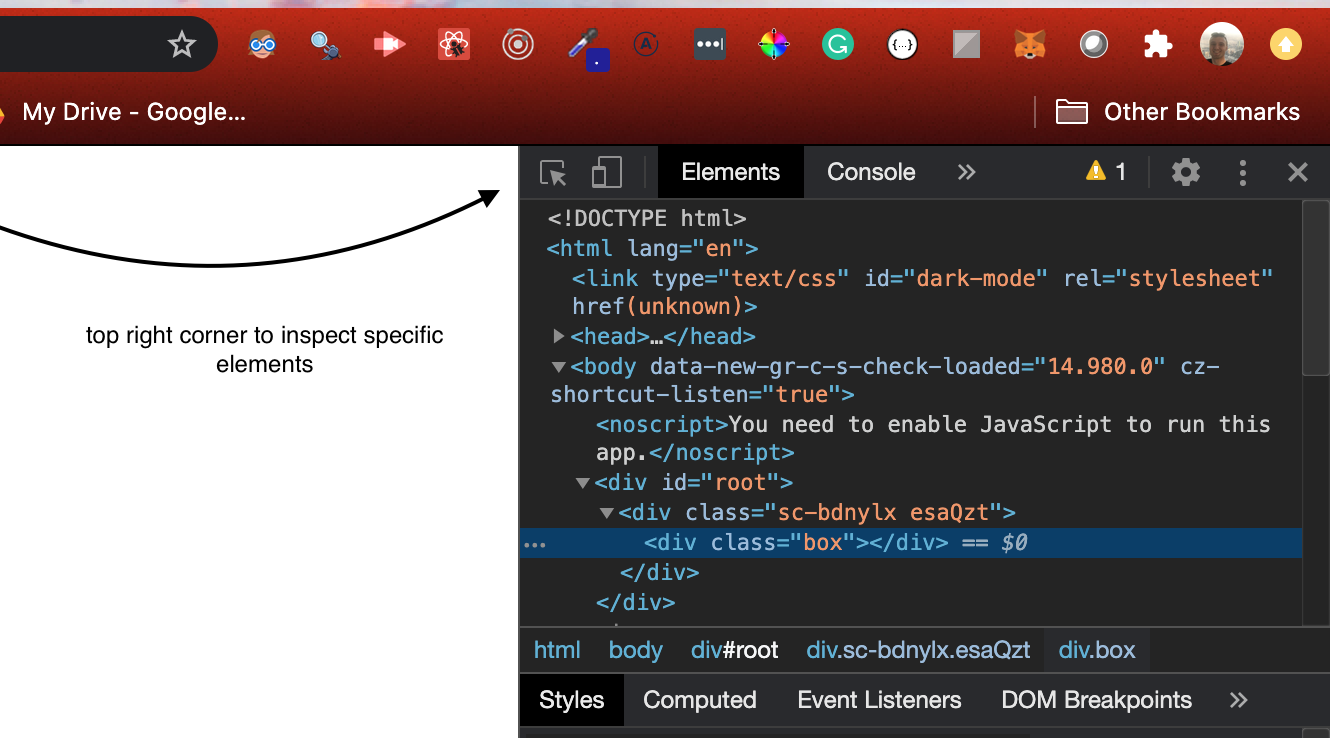 My Drive - Google...
Other Bookmarks
Elements
Console
1
top right corner to inspect specific
elements
<!DOCTYPE html>
<html lang="en">
<link type="text/css" id="dark-mode" rel="stylesheet"
href(unknown)>
<head>…</head>
<body data-new-gr-c-s-check-loaded="14.980.0" cz-
shortcut-listen="true">
<noscript>You need to enable JavaScript to run this
app.</noscript>
<div id="root">
<div class="sc-bdnylx esaQzt">
<div class="box"></div> == $0
</div>
</div>
html body div#root div.sc-bdnylx.esaQzt div.box
Styles Computed Event Listeners DOM Breakpoints